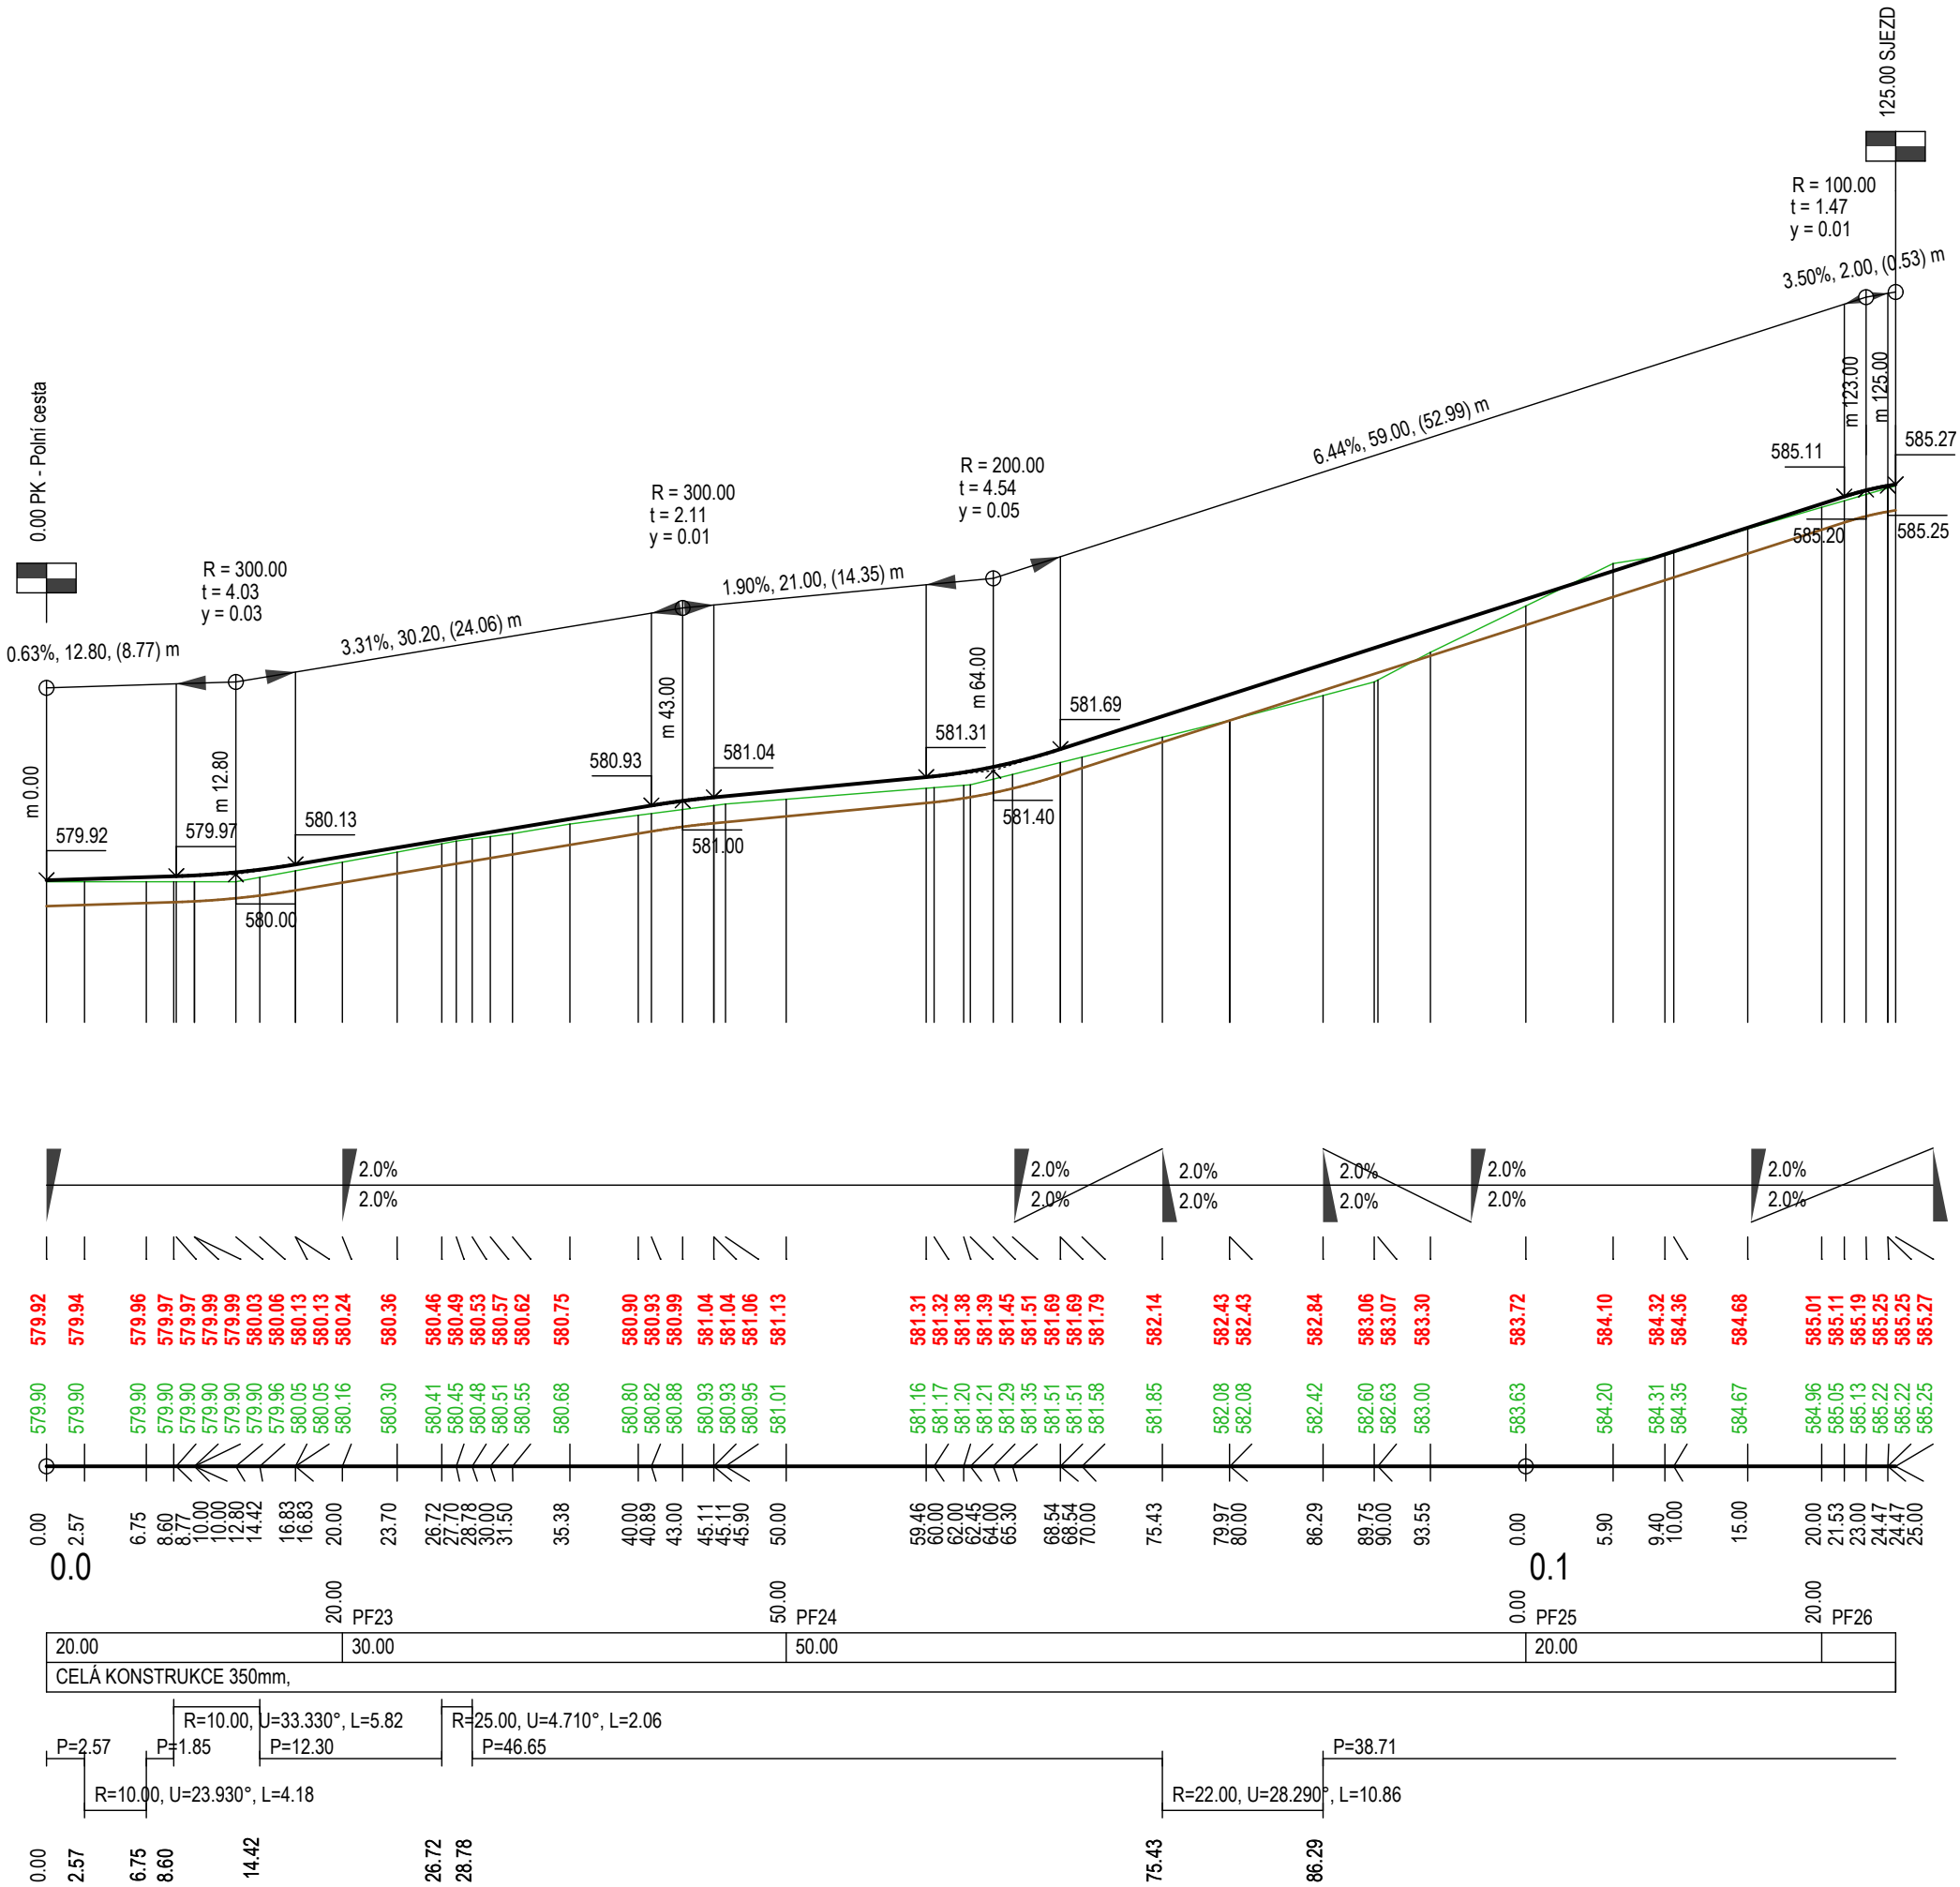 125.00 SJEZD
R = 100.00
t = 1.47
y = 0.01
3.50%, 2.00, (0.53) m
0.00 PK - Polní cesta
m 123.00
m 125.00
6.44%, 59.00, (52.99) m
585.27
585.11
R = 200.00
t = 4.54
y = 0.05
R = 300.00
t = 2.11
y = 0.01
585.20
585.25
R = 300.00
t = 4.03
y = 0.03
1.90%, 21.00, (14.35) m
3.31%, 30.20, (24.06) m
0.63%, 12.80, (8.77) m
m 43.00
m 64.00
581.69
581.31
581.04
580.93
m 0.00
m 12.80
581.40
580.13
579.97
579.92
581.00
580.00
2.0%
2.0%
2.0%
2.0%
2.0%
2.0%
2.0%
2.0%
2.0%
2.0%
2.0%
2.0%
579.92 579.94 579.96 579.97 579.97 579.99 579.99 580.03 580.06 580.13 580.13 580.24 580.36 580.46 580.49 580.53 580.57 580.62 580.75 580.90 580.93 580.99 581.04 581.04 581.06 581.13 581.31 581.32 581.38 581.39 581.45 581.51 581.69 581.69 581.79 582.14 582.43 582.43 582.84 583.06 583.07 583.30 583.72 584.10 584.32 584.36 584.68 585.01 585.11 585.19 585.25 585.25 585.27
579.90 579.90 579.90 579.90 579.90 579.90 579.90 579.90 579.96 580.05 580.05 580.16 580.30 580.41 580.45 580.48 580.51 580.55 580.68 580.80 580.82 580.88 580.93 580.93 580.95 581.01 581.16 581.17 581.20 581.21 581.29 581.35 581.51 581.51 581.58 581.85 582.08 582.08 582.42 582.60 582.63 583.00 583.63 584.20 584.31 584.35 584.67 584.96 585.05 585.13 585.22 585.22 585.25
0.00 2.57 6.75 8.60 8.77 10.00 10.00 12.80 14.42 16.83 16.83 20.00 23.70 26.72 27.70 28.78 30.00 31.50 35.38 40.00 40.89 43.00 45.11 45.11 45.90 50.00 59.46 60.00 62.00 62.45 64.00 65.30 68.54 68.54 70.00 75.43 79.97 80.00 86.29 89.75 90.00 93.55 0.00 5.90 9.40 10.00 15.00 20.00 21.53 23.00 24.47 24.47 25.00
0.0 0.1
20.00 PF23 50.00 PF24 0.00 PF25 20.00 PF26
20.00 30.00 50.00 20.00
CELÁ KONSTRUKCE 350mm,
R=10.00, U=33.330°, L=5.82 R=25.00, U=4.710°, L=2.06
P=2.57 P=1.85 P=12.30 P=46.65 P=38.71
R=10.00, U=23.930°, L=4.18 R=22.00, U=28.290°, L=10.86
0.00 2.57 6.75 8.60 14.42 26.72 28.78 75.43 86.29